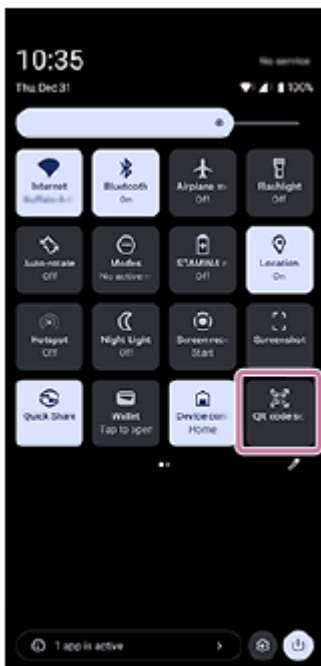 10:35
No service
Thu, Dec 31
100%
Internet
Bluetooth
On
Airplane m
Off
Flashlight
Off
Auto-rotate
Off
Modes
No active m
STAMINA
Off
Location
On
Hotspot
Off
Night Light
Off
Screen rec
Start
Screenshot
Quick Share
Wallet
Tap to open
Device con
Home
QR code sc
1 app is active